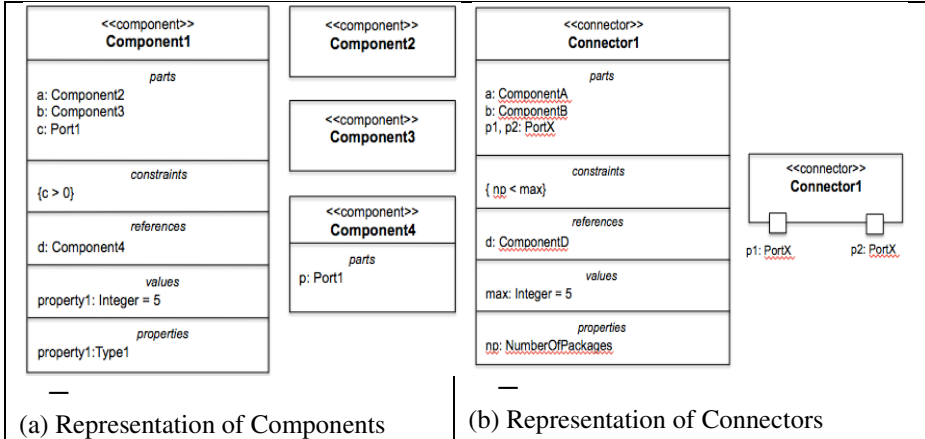 <<component>>
Component1
parts
a: Component2
b: Component3
c: Port1
constraints
{c > 0}
references
d: Component4
values
property1: Integer = 5
properties
property1:Type1
<<component>>
Component2
<<component>>
Component3
<<component>>
Component4
parts
p: Port1
(a) Representation of Components
<<connector>>
Connector1
parts
a: ComponentA
b: ComponentB
p1, p2: PortX
constraints
{ np < max}
references
d: ComponentD
values
max: Integer = 5
properties
np: NumberOfPackages
<<connector>>
Connector1
p1: PortX
p2: PortX
(b) Representation of Connectors